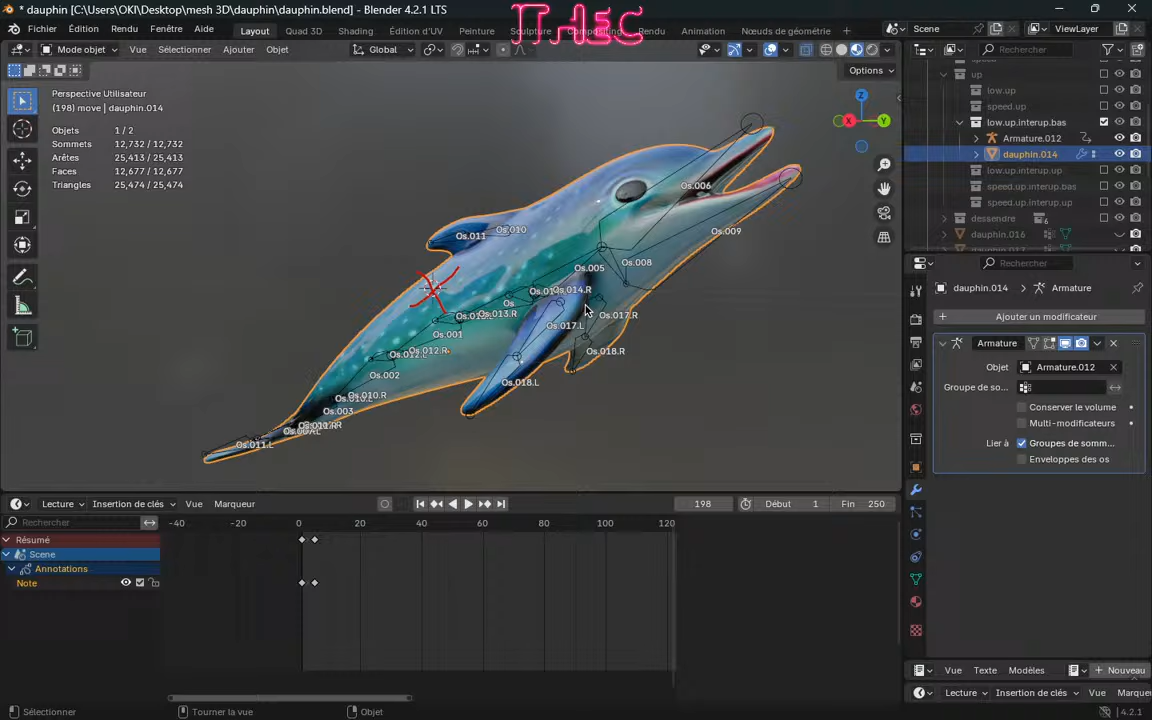 * dauphin [C:\Users\OKI\Desktop\mesh 3D\dauphin\dauphin.blend] - Blender 4.2.1 LTS
Fichier Édition Rendu Fenêtre Aide Layout Quad 3D Shading Édition d'UV Peinture Sculpture Compositing Rendu Animation Nœuds de géométrie Scene ViewLayer
Mode objet Vue Sélectionner Ajouter Objet Global
Options
Perspective Utilisateur
(198) move | dauphin.014
Objets 1 / 2
Sommets 12,732 / 12,732
Arêtes 25,413 / 25,413
Faces 12,677 / 12,677
Triangles 25,474 / 25,474
Z
X
Y
Os.006
Os.010
Os.011
Os.009
Os.008
Os.005
Os.014.R
Os.013.R
Os.017.R
Os.017.L
Os.001
Os.012.R
Os.018.R
Os.002
Os.018.L
Os.010.R
Os.003
Os.011.L
Rechercher
up
low.up
speed.up
low.up.interup.bas
Armature.012
dauphin.014
low.up.interup.up
speed.up.interup.bas
speed.up.interup.up
dessendre 6
dauphin.016
Rechercher
dauphin.014 Armature
Ajouter un modificateur
Armature
Objet Armature.012
Groupe de so...
Conserver le volume
Multi-modificateurs
Lier à Groupes de somm...
Enveloppes des os
Lecture Insertion de clés Vue Marqueur 198 Début 1 Fin 250
Rechercher -40 -20 0 20 40 60 80 100 120
Résumé
Scene
Annotations
Note
Vue Texte Modèles Nouveau
Lecture Insertion de clés Vue Marqueu
Sélectionner Tourner la vue Objet 4.2.1